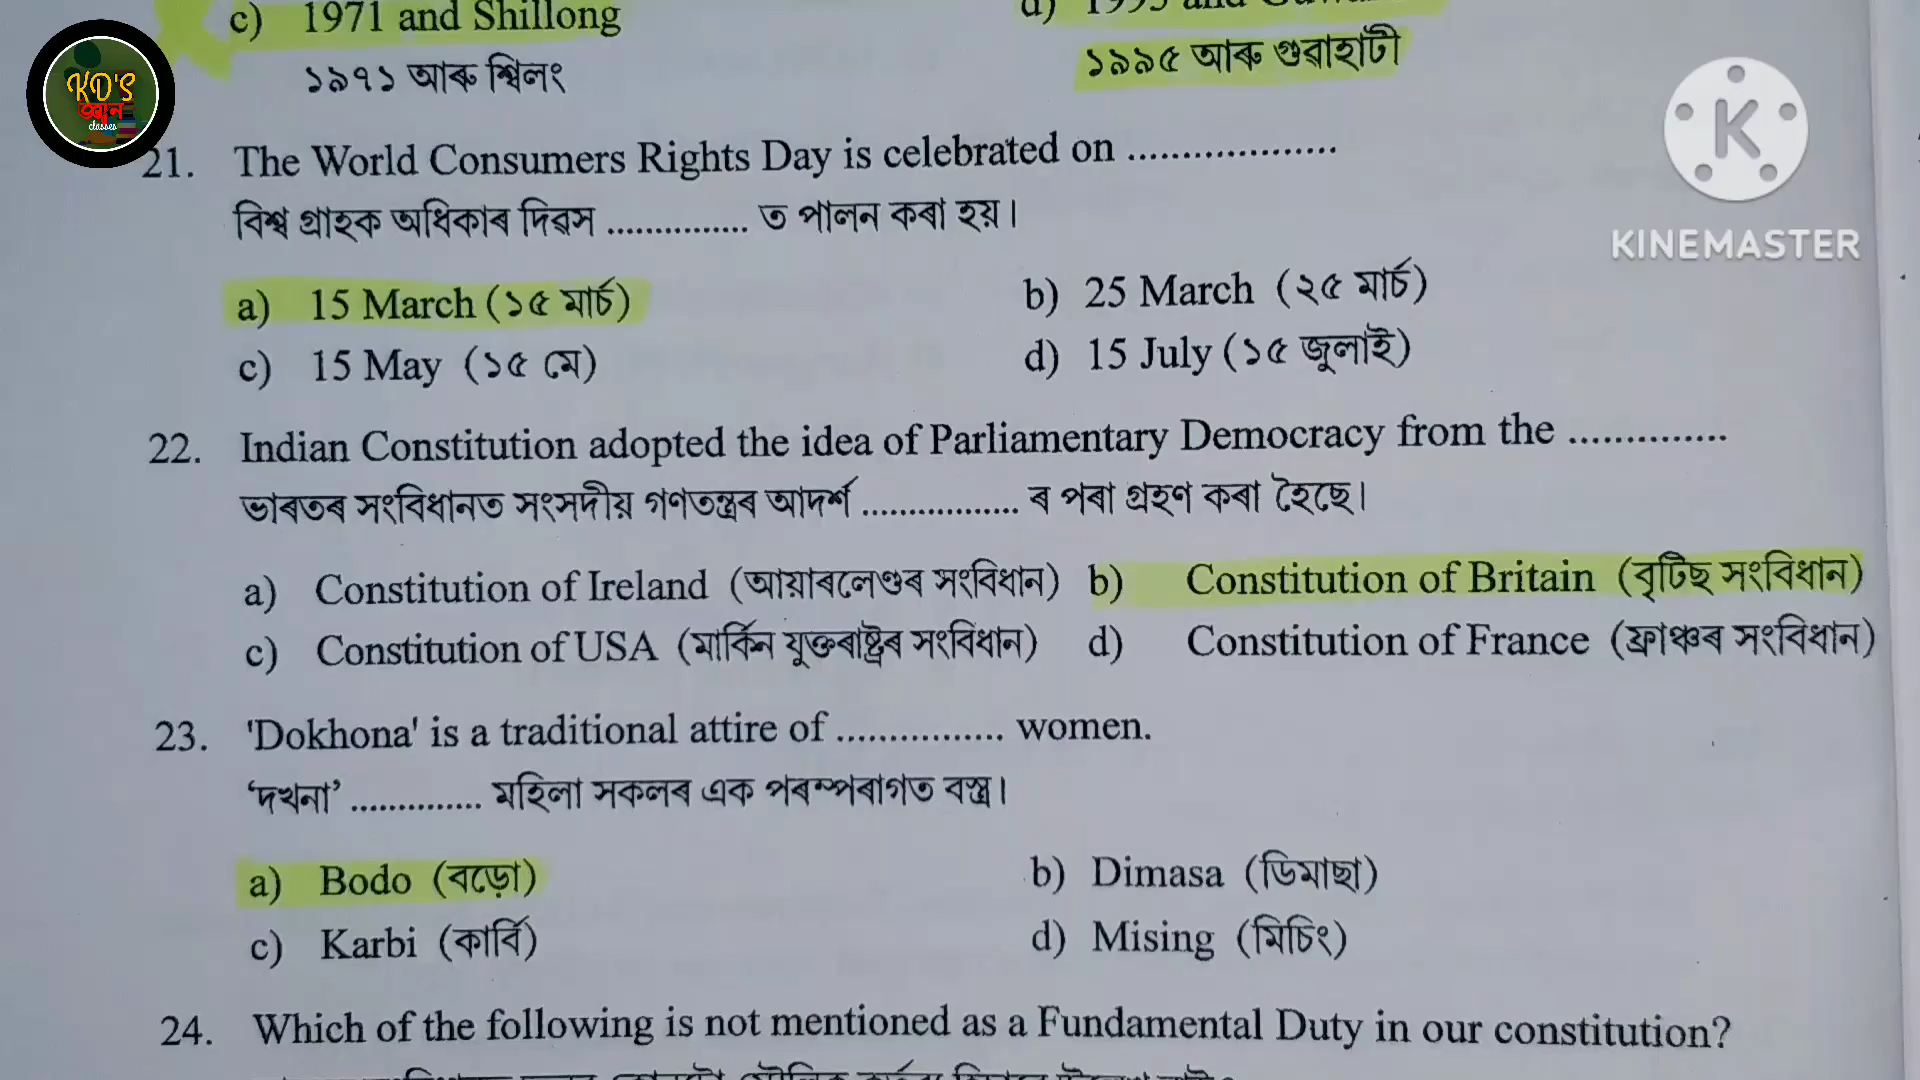 c) 1971 and Shillong
১৯৭১ আৰু শ্বিলং
d) 1995 and
১৯৯৫ আৰু গুৱাহাটী
KD'S
জ্ঞান
classes
K
KINEMASTER
21. The World Consumers Rights Day is celebrated on ...................
বিশ্ব গ্ৰাহক অধিকাৰ দিৱস ............... ত পালন কৰা হয়।
a) 15 March (১৫ মাৰ্চ)
b) 25 March (২৫ মাৰ্চ)
c) 15 May (১৫ মে)
d) 15 July (১৫ জুলাই)
22. Indian Constitution adopted the idea of Parliamentary Democracy from the ..............
ভাৰতৰ সংবিধানত সংসদীয় গণতন্ত্ৰৰ আদৰ্শ ................. ৰ পৰা গ্ৰহণ কৰা হৈছে।
a) Constitution of Ireland (আয়াৰলেণ্ডৰ সংবিধান) b) Constitution of Britain (বৃটিছ সংবিধান)
c) Constitution of USA (মাৰ্কিন যুক্তৰাষ্ট্ৰৰ সংবিধান) d) Constitution of France (ফ্ৰাঞ্চৰ সংবিধান)
23. 'Dokhona' is a traditional attire of ............... women.
‘দখনা’ .............. মহিলা সকলৰ এক পৰম্পৰাগত বস্ত্ৰ।
a) Bodo (বড়ো)
b) Dimasa (ডিমাছা)
c) Karbi (কাৰ্বি)
d) Mising (মিচিং)
24. Which of the following is not mentioned as a Fundamental Duty in our constitution?